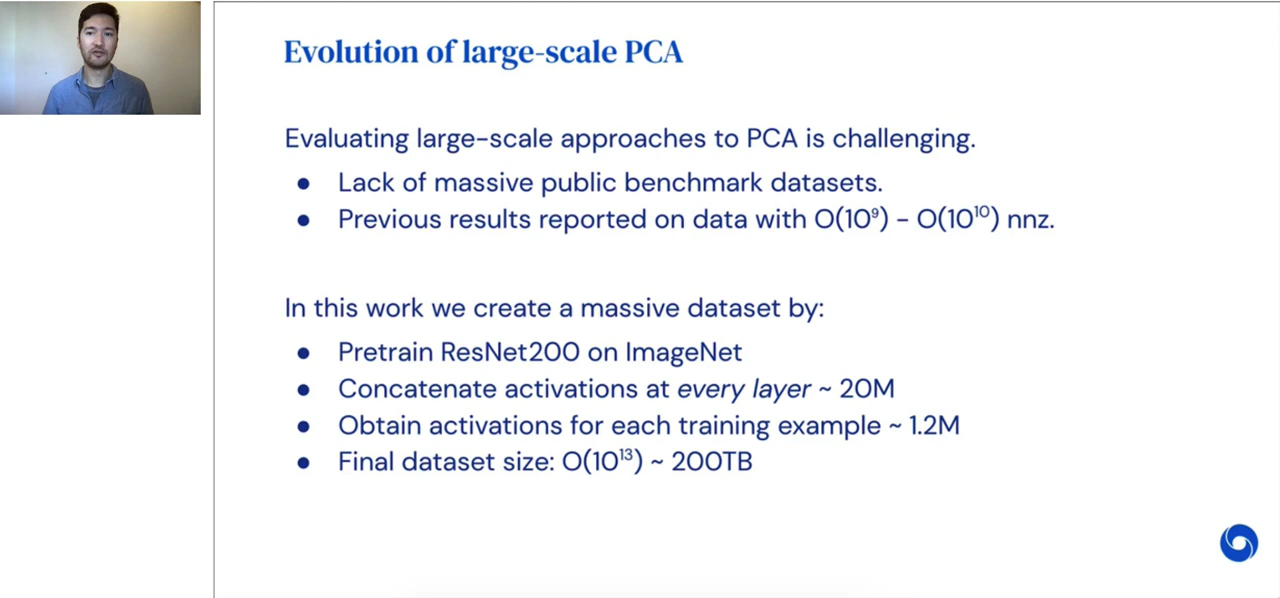 Evolution of large-scale PCA
Evaluating large-scale approaches to PCA is challenging.
● Lack of massive public benchmark datasets.
● Previous results reported on data with O(10⁹) – O(10¹⁰) nnz.
In this work we create a massive dataset by:
● Pretrain ResNet200 on ImageNet
● Concatenate activations at every layer ~ 20M
● Obtain activations for each training example ~ 1.2M
● Final dataset size: O(10¹³) ~ 200TB